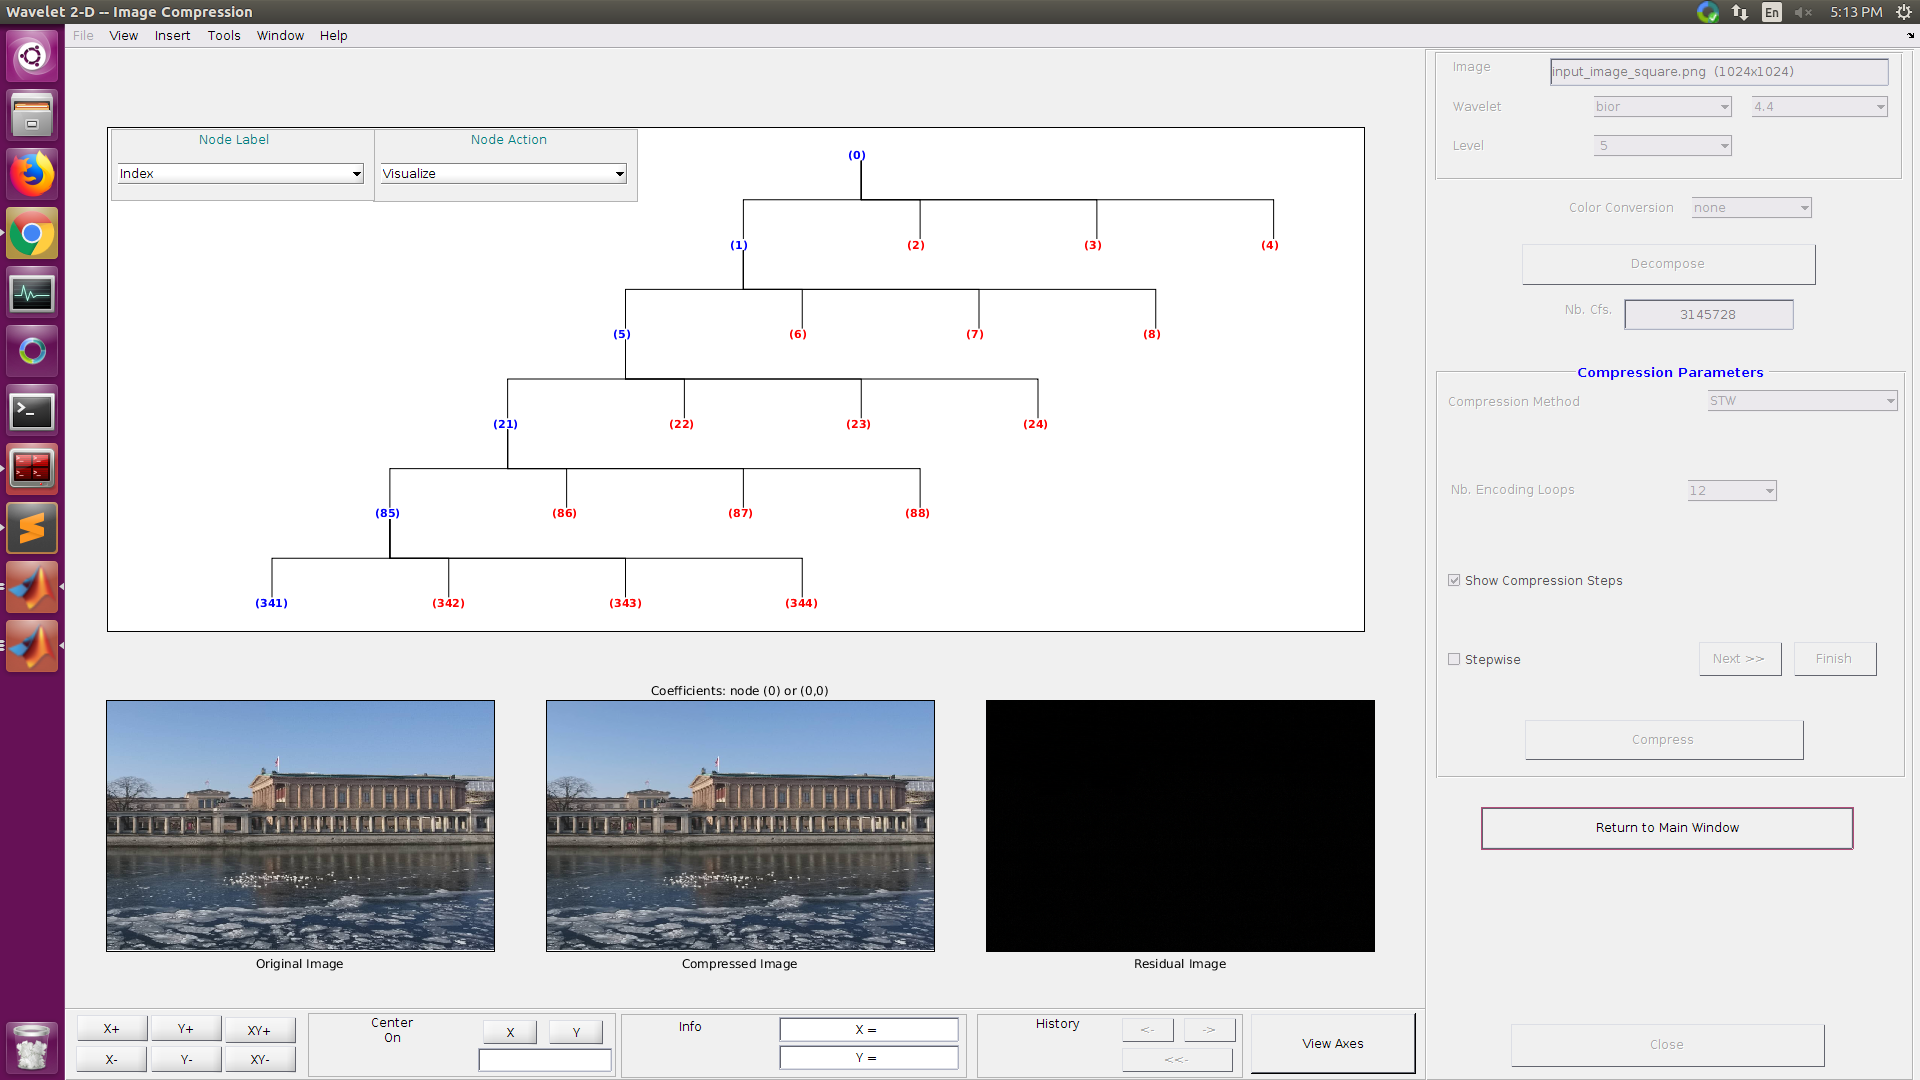 Wavelet 2-D -- Image Compression
En
5:13 PM
File View Insert Tools Window Help
Node Label
Index
Node Action
Visualize
(0)
(1) (2) (3) (4)
(5) (6) (7) (8)
(21) (22) (23) (24)
(85) (86) (87) (88)
(341) (342) (343) (344)
Coefficients: node (0) or (0,0)
Original Image
Compressed Image
Residual Image
Image input_image_square.png (1024x1024)
Wavelet bior 4.4
Level 5
Color Conversion none
Decompose
Nb. Cfs. 3145728
Compression Parameters
Compression Method STW
Nb. Encoding Loops 12
Show Compression Steps
Stepwise Next >> Finish
Compress
Return to Main Window
Close
X+ Y+ XY+
X- Y- XY-
Center
On
X Y
Info
X =
Y =
History
<- ->
<<-
View Axes